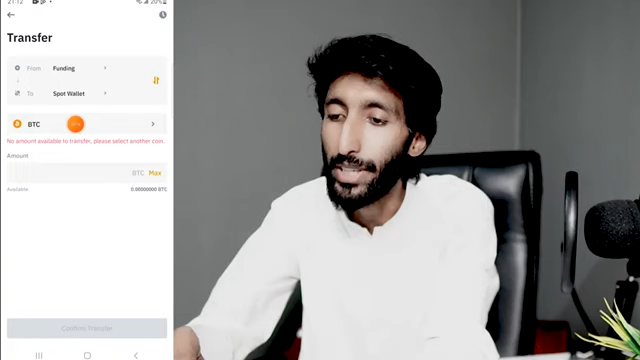 21:12
20%
Transfer
From Funding
To Spot Wallet
BTC
No amount available to transfer, please select another coin.
Amount
BTC Max
Available: 0.00000000 BTC
Confirm Transfer